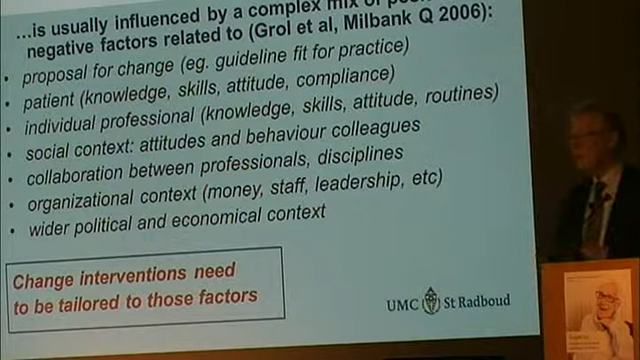 ...is usually influenced by a complex mix of
negative factors related to (Grol et al, Milbank Q 2006):
• proposal for change (eg. guideline fit for practice)
• patient (knowledge, skills, attitude, compliance)
• individual professional (knowledge, skills, attitude, routines)
• social context: attitudes and behaviour colleagues
• collaboration between professionals, disciplines
• organizational context (money, staff, leadership, etc)
• wider political and economical context
Change interventions need
to be tailored to those factors
UMC St Radboud